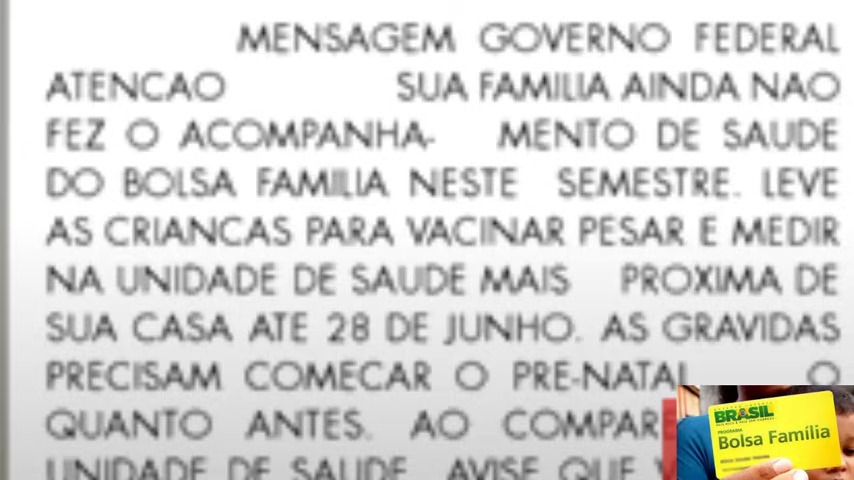 MENSAGEM GOVERNO FEDERAL
ATENCAO SUA FAMILIA AINDA NAO
FEZ O ACOMPANHA- MENTO DE SAUDE
DO BOLSA FAMILIA NESTE SEMESTRE. LEVE
AS CRIANCAS PARA VACINAR PESAR E MEDIR
NA UNIDADE DE SAUDE MAIS PROXIMA DE
SUA CASA ATE 28 DE JUNHO. AS GRAVIDAS
PRECISAM COMECAR O PRE-NATAL O
QUANTO ANTES. AO
UNIDADE DE SAUDE AVISE QUE
BRASIL
PROGRAMA
Bolsa Família